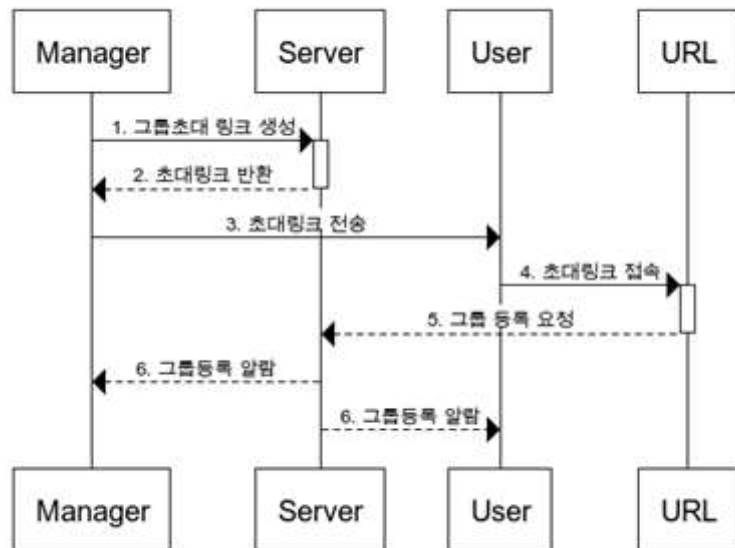 Manager Server User URL
1. 그룹초대 링크 생성
2. 초대링크 반환
3. 초대링크 전송
4. 초대링크 접속
5. 그룹 등록 요청
6. 그룹등록 알람
6. 그룹등록 알람
Manager Server User URL